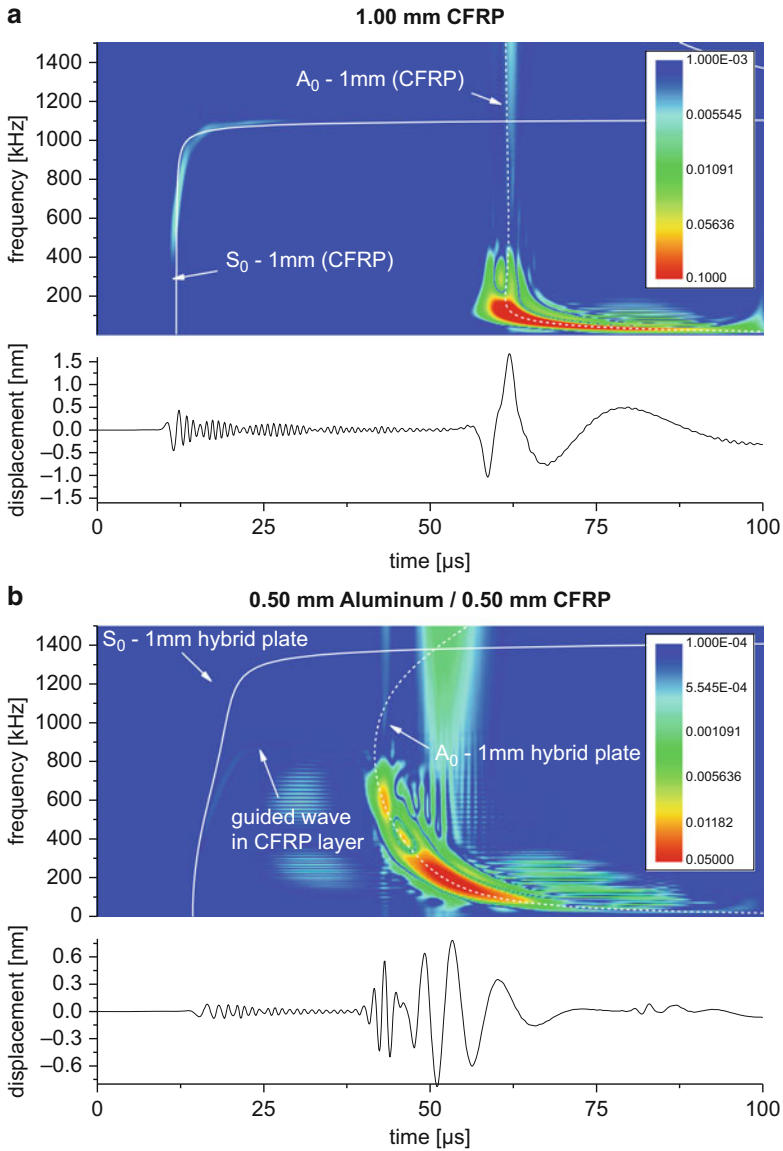 a
1.00 mm CFRP
frequency [kHz]
1400
1200
1000
800
600
400
200
A0 - 1mm (CFRP)
S0 - 1mm (CFRP)
1.000E-03
0.005545
0.01091
0.05636
0.1000
displacement [nm]
1.5
1.0
0.5
0.0
–0.5
–1.0
–1.5
0
25
50
75
100
time [µs]
b
0.50 mm Aluminum / 0.50 mm CFRP
frequency [kHz]
1400
1200
1000
800
600
400
200
0
S0 - 1mm hybrid plate
A0 - 1mm hybrid plate
guided wave
in CFRP layer
1.000E-04
5.545E-04
0.001091
0.005636
0.01182
0.05000
displacement [nm]
0.6
0.3
0.0
–0.3
–0.6
0
25
50
75
100
time [µs]